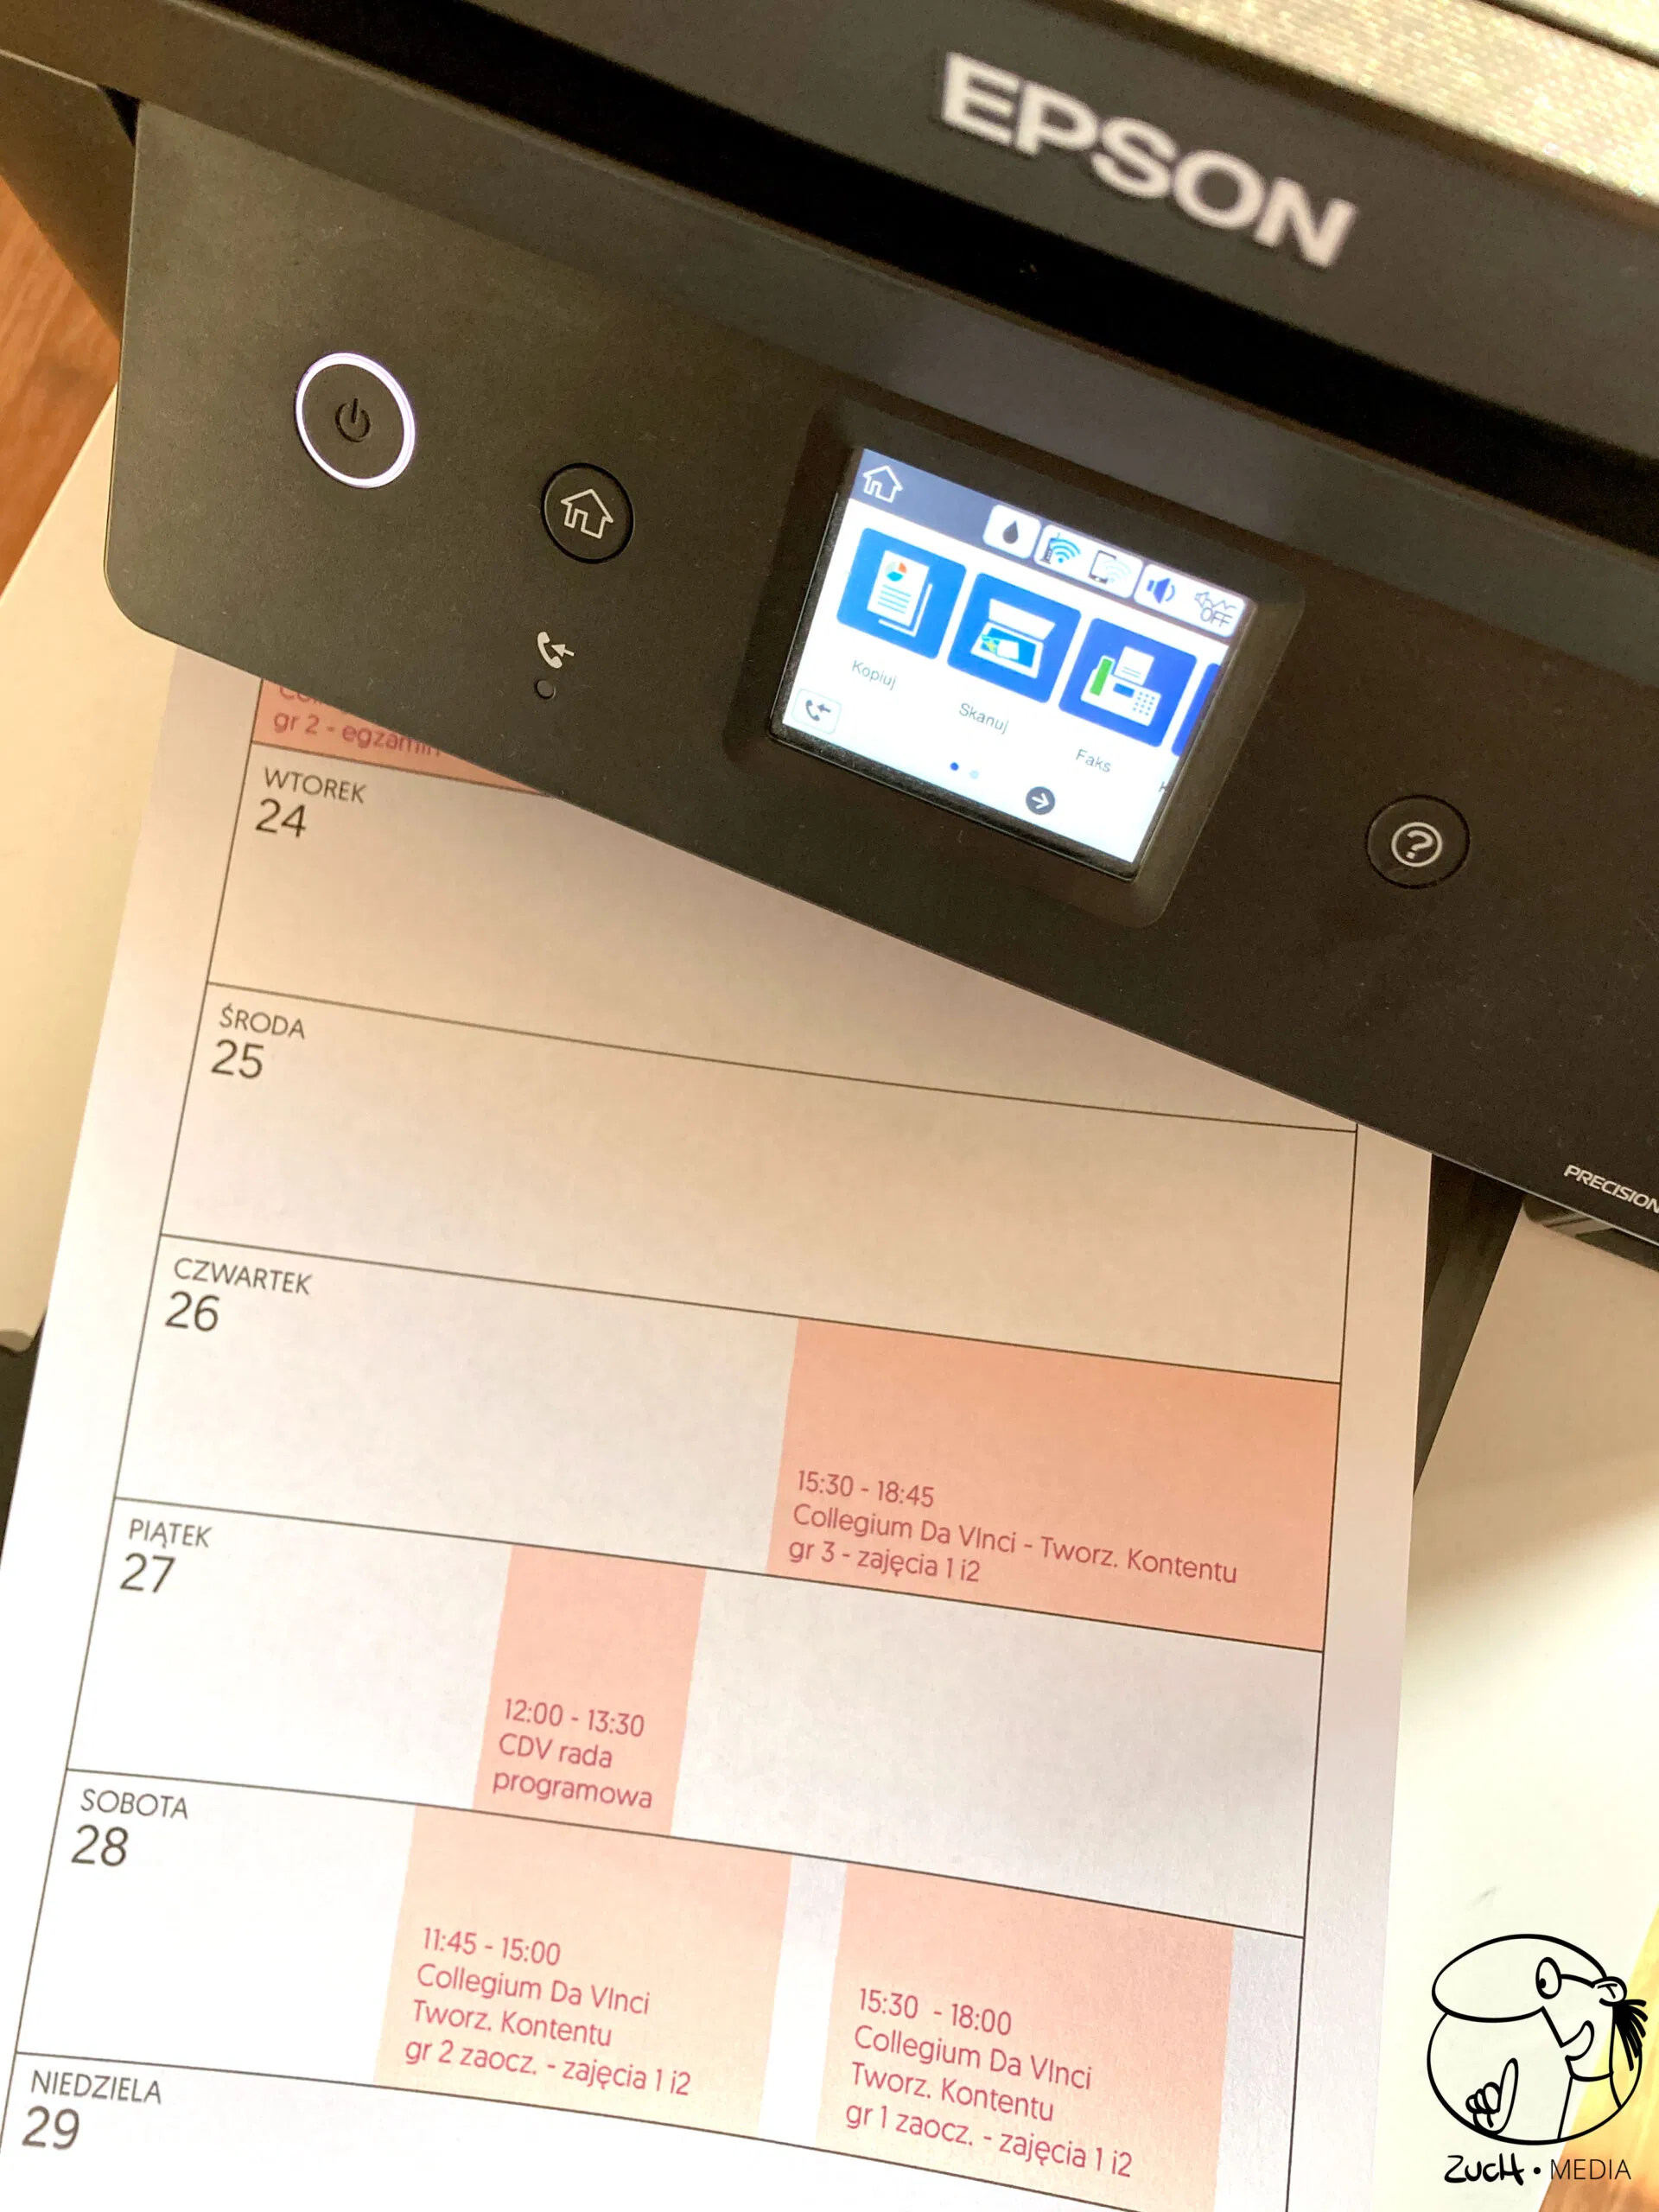 EPSON
OFF
Kopiuj
Skanuj
Faks
PRECISION
gr 2 - egzamin
WTOREK
24
ŚRODA
25
CZWARTEK
26
15:30 - 18:45
Collegium Da VInci - Tworz. Kontentu
gr 3 - zajęcia 1 i2
PIĄTEK
27
12:00 - 13:30
CDV rada
programowa
SOBOTA
28
11:45 - 15:00
Collegium Da VInci
Tworz. Kontentu
gr 2 zaocz. - zajęcia 1 i2
15:30 - 18:00
Collegium Da VInci
Tworz. Kontentu
gr 1 zaocz. - zajęcia 1 i2
NIEDZIELA
29
ZUCH • MEDIA